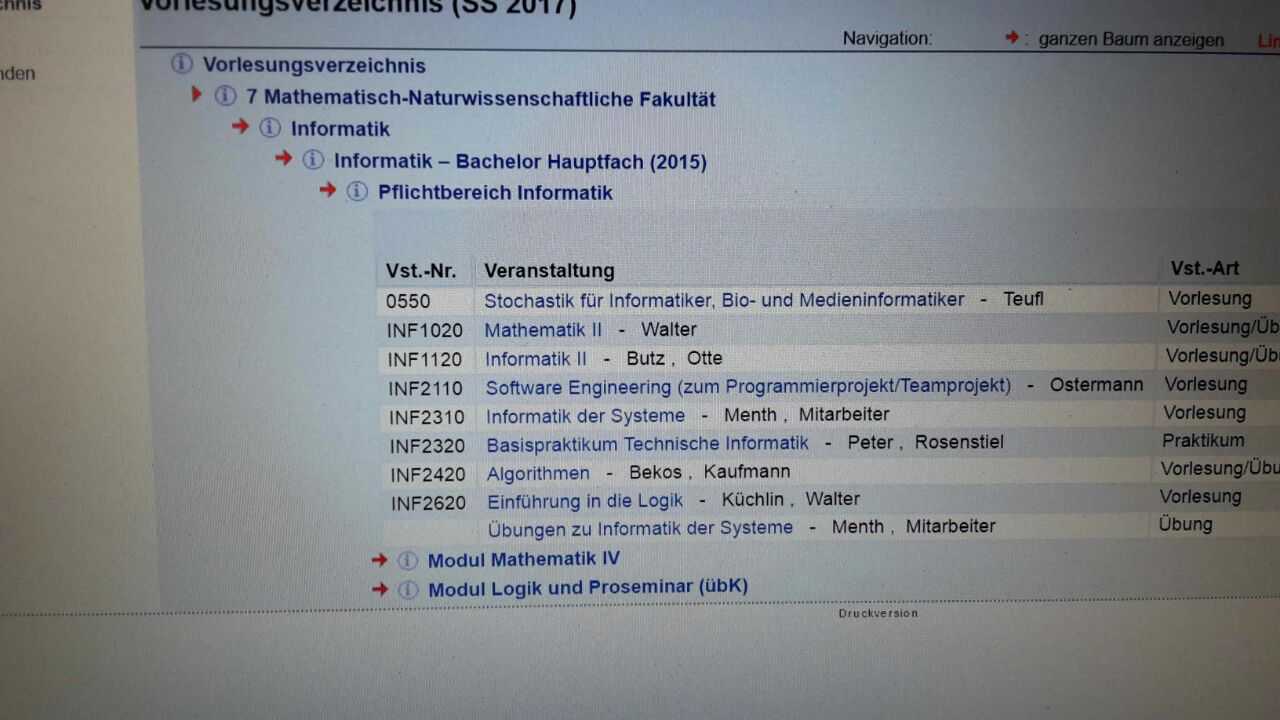 Vorlesungsverzeichnis (SS 2017)
Navigation: : ganzen Baum anzeigen
Vorlesungsverzeichnis
7 Mathematisch-Naturwissenschaftliche Fakultät
Informatik
Informatik – Bachelor Hauptfach (2015)
Pflichtbereich Informatik
Vst.-Nr. Veranstaltung Vst.-Art
0550 Stochastik für Informatiker, Bio- und Medieninformatiker - Teufl Vorlesung
INF1020 Mathematik II - Walter Vorlesung/Üb
INF1120 Informatik II - Butz , Otte Vorlesung/Üb
INF2110 Software Engineering (zum Programmierprojekt/Teamprojekt) - Ostermann Vorlesung
INF2310 Informatik der Systeme - Menth , Mitarbeiter Vorlesung
INF2320 Basispraktikum Technische Informatik - Peter , Rosenstiel Praktikum
INF2420 Algorithmen - Bekos , Kaufmann Vorlesung/Übu
INF2620 Einführung in die Logik - Küchlin , Walter Vorlesung
Übungen zu Informatik der Systeme - Menth , Mitarbeiter Übung
Modul Mathematik IV
Modul Logik und Proseminar (übK)
Druckversion